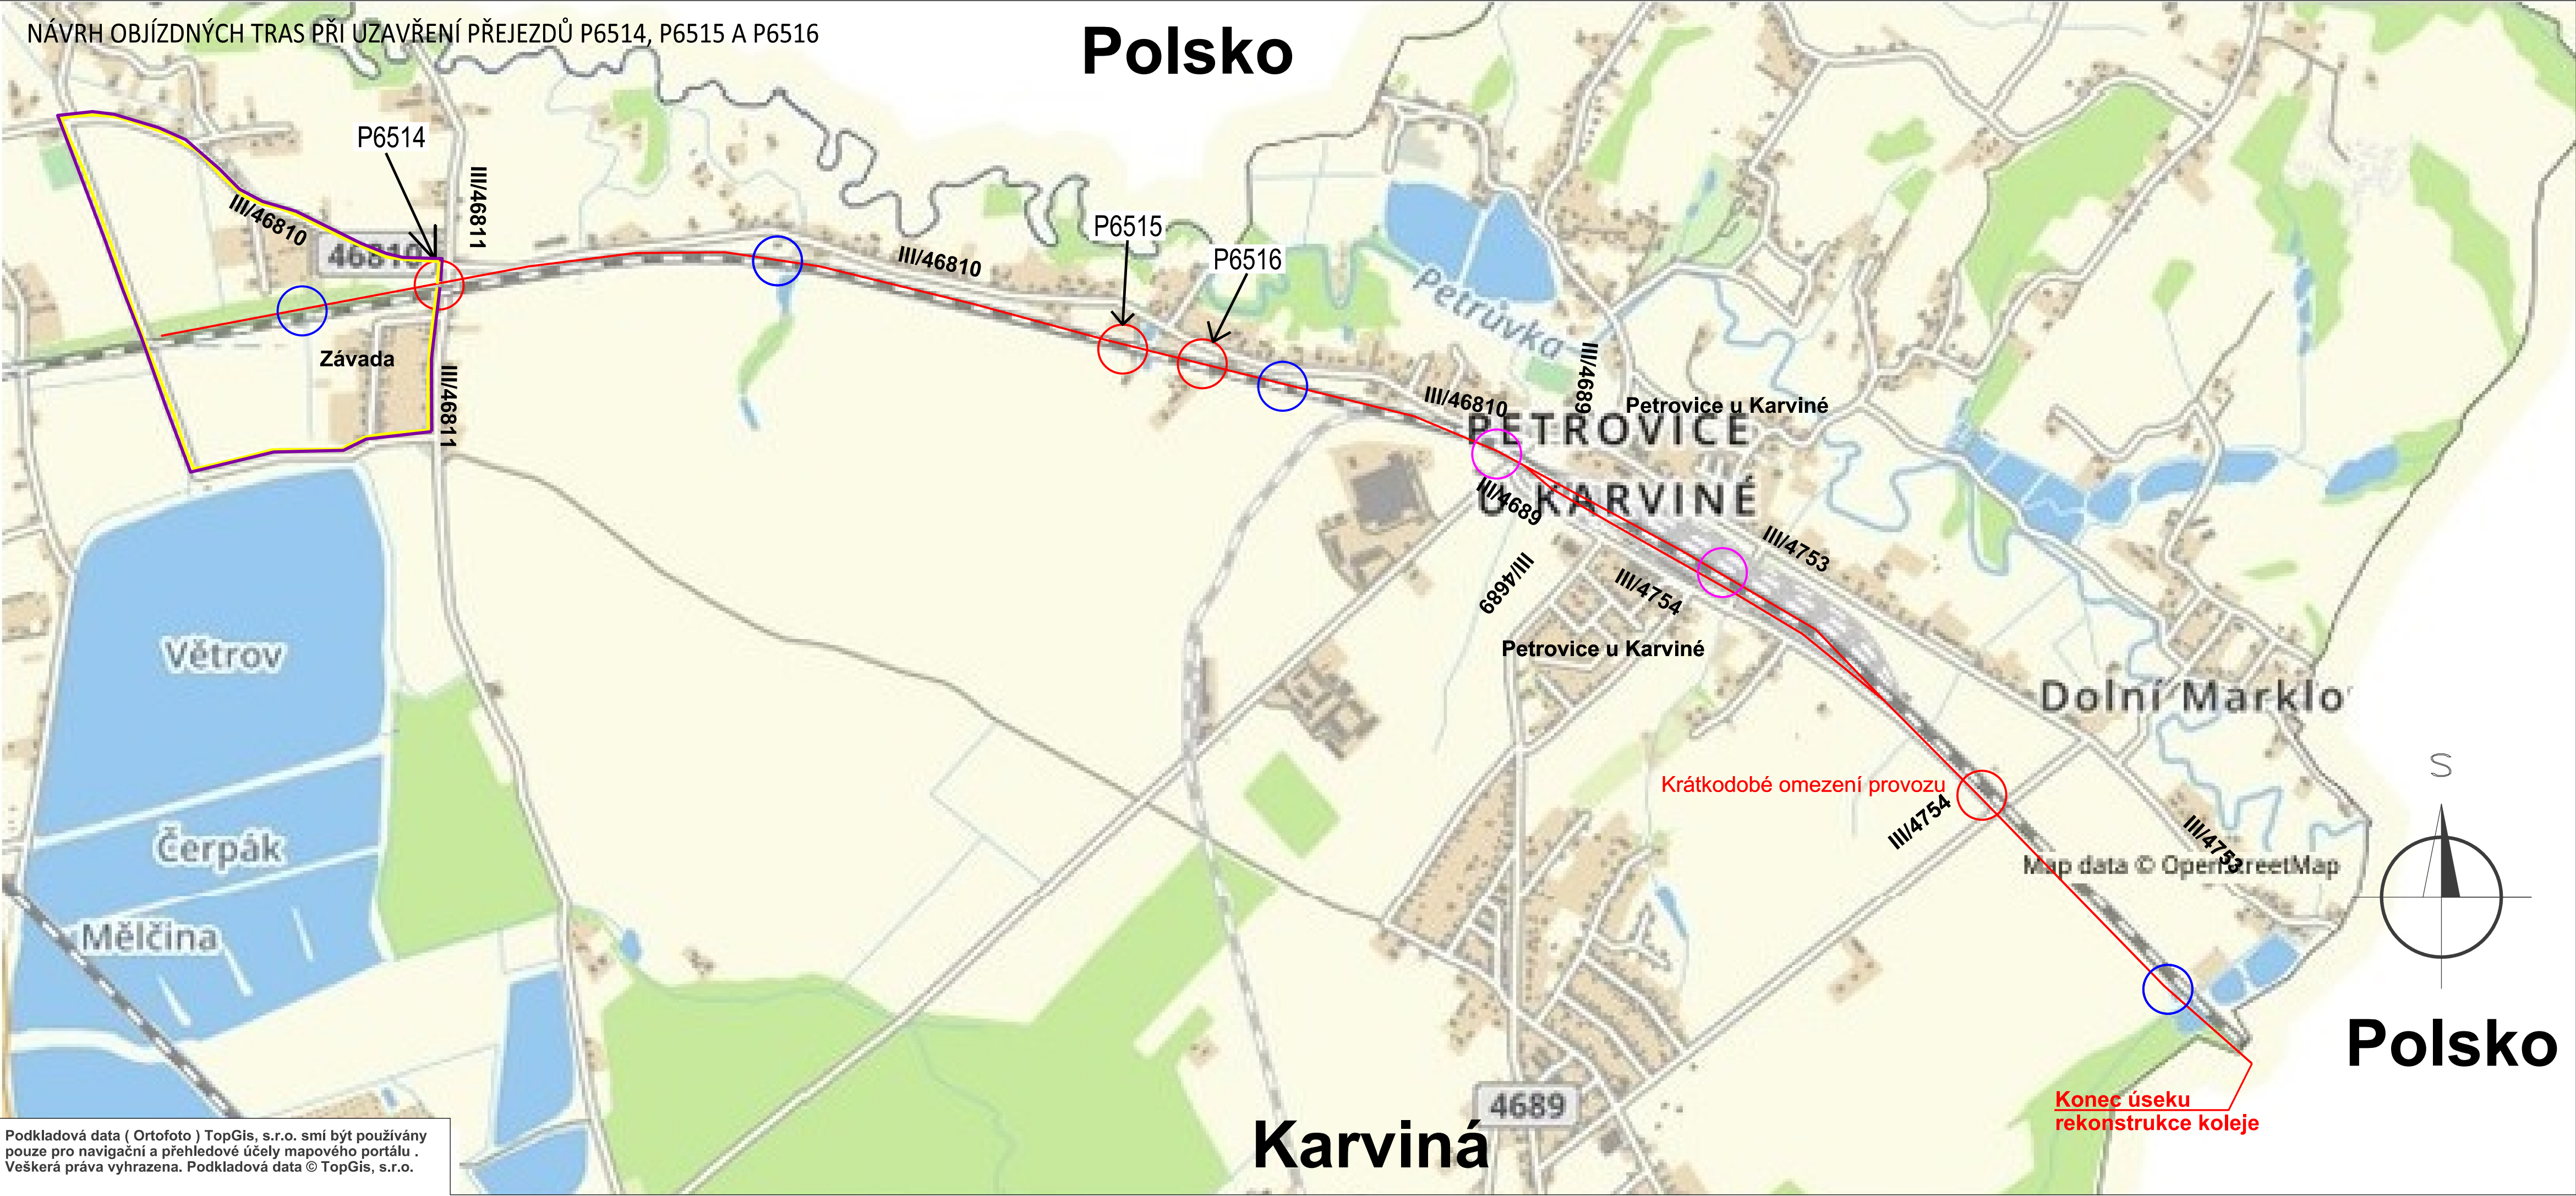 NÁVRH OBJÍZDNÝCH TRAS PŘI UZAVŘENÍ PŘEJEZDŮ P6514, P6515 A P6516
Polsko
P6514
III/46811
III/46810
46810
P6515
P6516
III/46810
Závada
III/46811
Petrůvka
III/4689
III/46810
Petrovice u Karviné
PETROVICE
U KARVINÉ
III/4689
III/4753
III/4689
III/4754
Petrovice u Karviné
Větrov
Dolní Marklo
Krátkodobé omezení provozu
S
III/4754
III/4753
Čerpák
Map data © OpenStreetMap
Mělčina
Polsko
4689
Karviná
Konec úseku
rekonstrukce koleje
Podkladová data ( Ortofoto ) TopGis, s.r.o. smí být používány
pouze pro navigační a přehledové účely mapového portálu .
Veškerá práva vyhrazena. Podkladová data © TopGis, s.r.o.